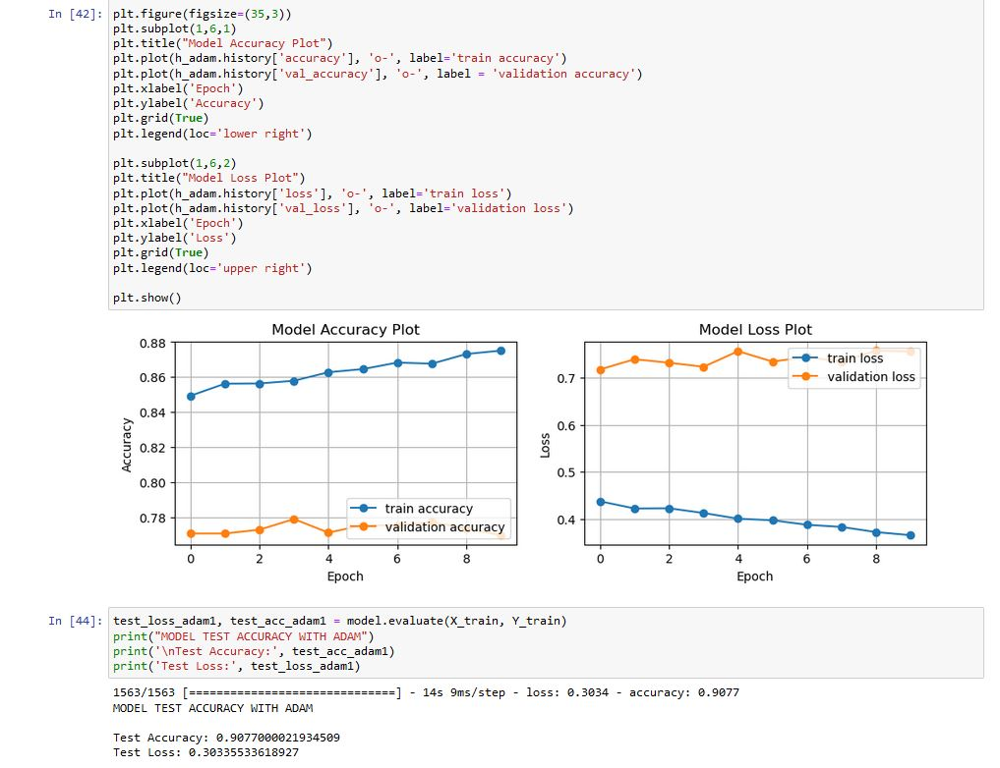 In [42]:
plt.figure(figsize=(35,3))
plt.subplot(1,6,1)
plt.title("Model Accuracy Plot")
plt.plot(h_adam.history['accuracy'], 'o-', label='train accuracy')
plt.plot(h_adam.history['val_accuracy'], 'o-', label = 'validation accuracy')
plt.xlabel('Epoch')
plt.ylabel('Accuracy')
plt.grid(True)
plt.legend(loc='lower right')
plt.subplot(1,6,2)
plt.title("Model Loss Plot")
plt.plot(h_adam.history['loss'], 'o-', label='train loss')
plt.plot(h_adam.history['val_loss'], 'o-', label='validation loss')
plt.xlabel('Epoch')
plt.ylabel('Loss')
plt.grid(True)
plt.legend(loc='upper right')
plt.show()
Model Accuracy Plot
0.88
0.86
0.84
0.82
0.80
0.78
Accuracy
train accuracy
validation accuracy
0 2 4 6 8
Epoch
Model Loss Plot
0.7
0.6
0.5
0.4
Loss
train loss
validation loss
0 2 4 6 8
Epoch
In [44]:
test_loss_adam1, test_acc_adam1 = model.evaluate(X_train, Y_train)
print("MODEL TEST ACCURACY WITH ADAM")
print('\nTest Accuracy:', test_acc_adam1)
print('Test Loss:', test_loss_adam1)
1563/1563 [==============================] - 14s 9ms/step - loss: 0.3034 - accuracy: 0.9077
MODEL TEST ACCURACY WITH ADAM
Test Accuracy: 0.9077000021934509
Test Loss: 0.30335533618927